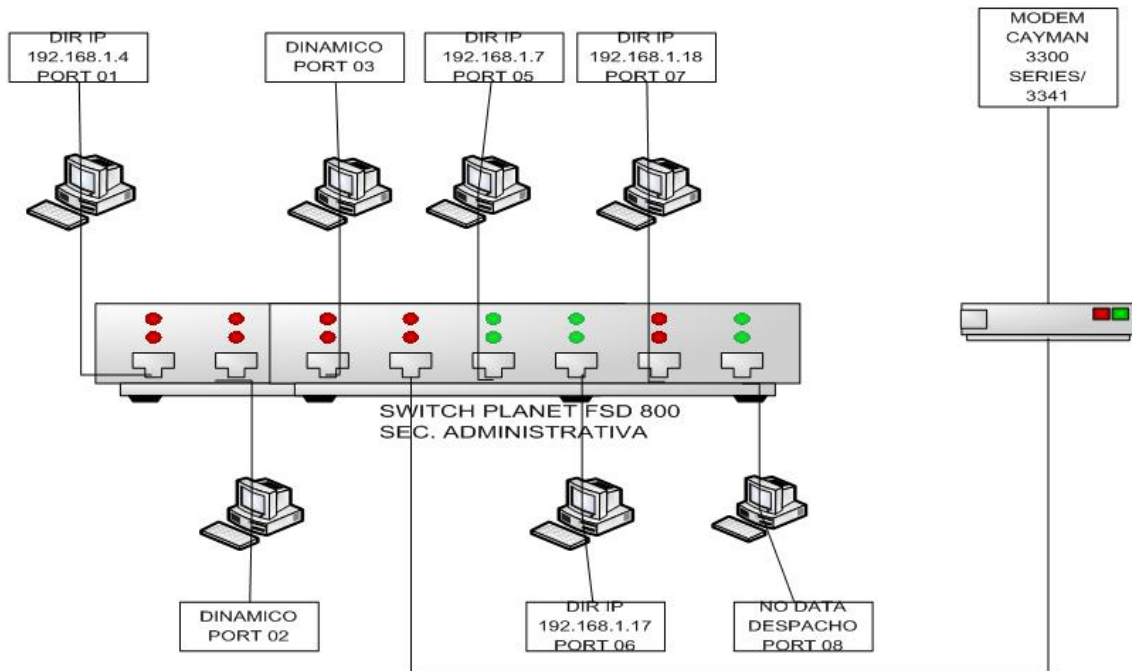 DIR IP
192.168.1.4
PORT 01
DINAMICO
PORT 03
DIR IP
192.168.1.7
PORT 05
DIR IP
192.168.1.18
PORT 07
MODEM
CAYMAN
3300
SERIES/
3341
SWITCH PLANET FSD 800
SEC. ADMINISTRATIVA
DINAMICO
PORT 02
DIR IP
192.168.1.17
PORT 06
NO DATA
DESPACHO
PORT 08